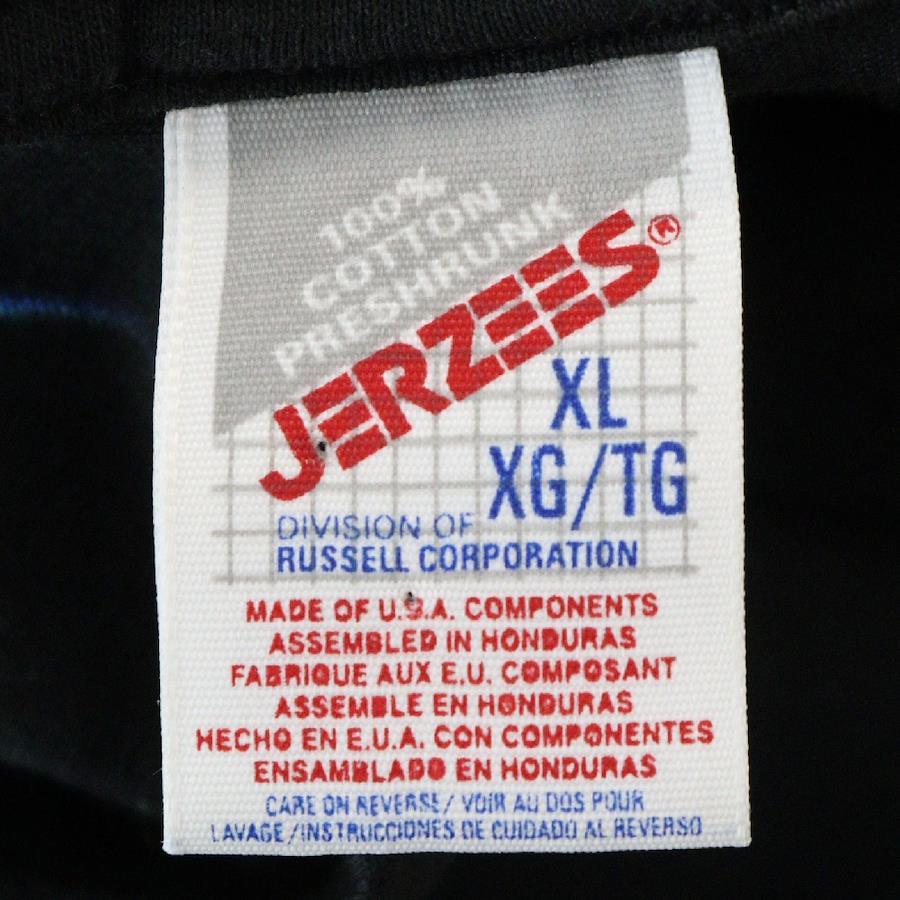 100%
COTTON
PRESHRUNK
JERZEES®
XL
XG/TG
DIVISION OF
RUSSELL CORPORATION
MADE OF U.S.A. COMPONENTS
ASSEMBLED IN HONDURAS
FABRIQUE AUX E.U. COMPOSANT
ASSEMBLE EN HONDURAS
HECHO EN E.U.A. CON COMPONENTES
ENSAMBLADO EN HONDURAS
CARE ON REVERSE/ VOIR AU DOS POUR
LAVAGE/INSTRUCCIONES DE CUIDADO AL REVERSO